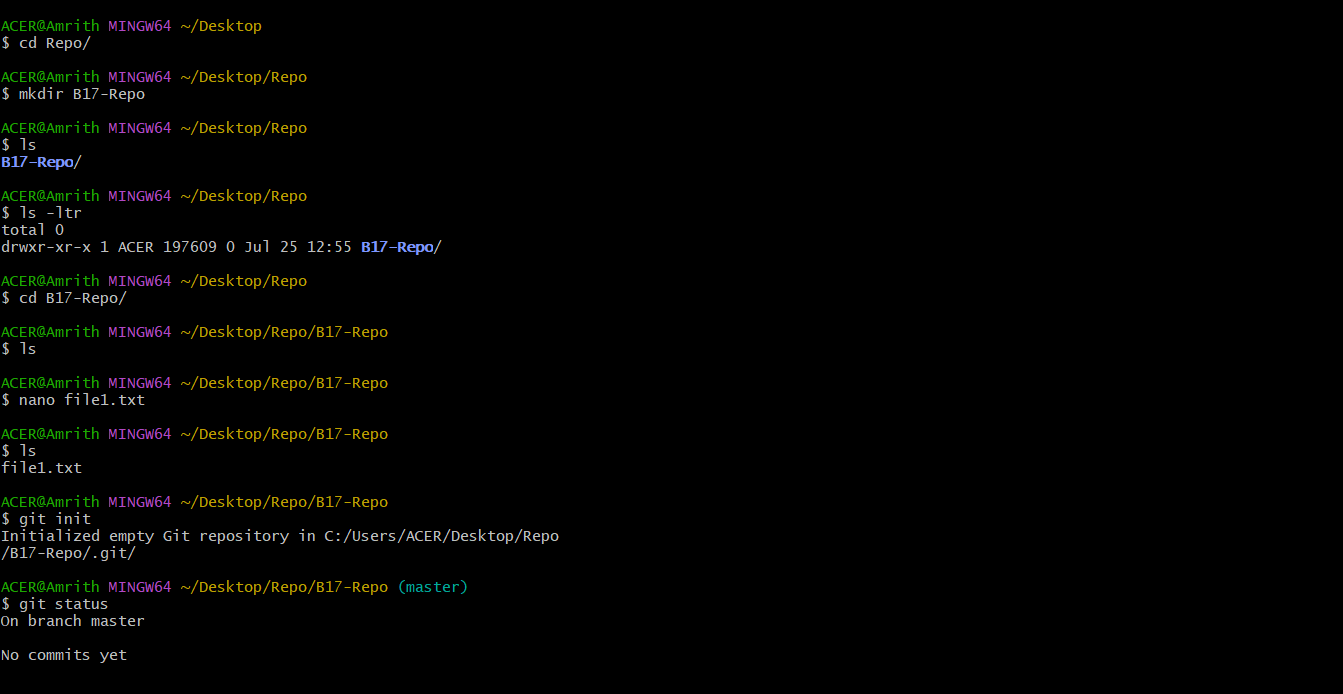 ACER@Amrith MINGW64 ~/Desktop
$ cd Repo/
ACER@Amrith MINGW64 ~/Desktop/Repo
$ mkdir B17-Repo
ACER@Amrith MINGW64 ~/Desktop/Repo
$ ls
B17-Repo/
ACER@Amrith MINGW64 ~/Desktop/Repo
$ ls -ltr
total 0
drwxr-xr-x 1 ACER 197609 0 Jul 25 12:55 B17-Repo/
ACER@Amrith MINGW64 ~/Desktop/Repo
$ cd B17-Repo/
ACER@Amrith MINGW64 ~/Desktop/Repo/B17-Repo
$ ls
ACER@Amrith MINGW64 ~/Desktop/Repo/B17-Repo
$ nano file1.txt
ACER@Amrith MINGW64 ~/Desktop/Repo/B17-Repo
$ ls
file1.txt
ACER@Amrith MINGW64 ~/Desktop/Repo/B17-Repo
$ git init
Initialized empty Git repository in C:/Users/ACER/Desktop/Repo
/B17-Repo/.git/
ACER@Amrith MINGW64 ~/Desktop/Repo/B17-Repo (master)
$ git status
On branch master
No commits yet